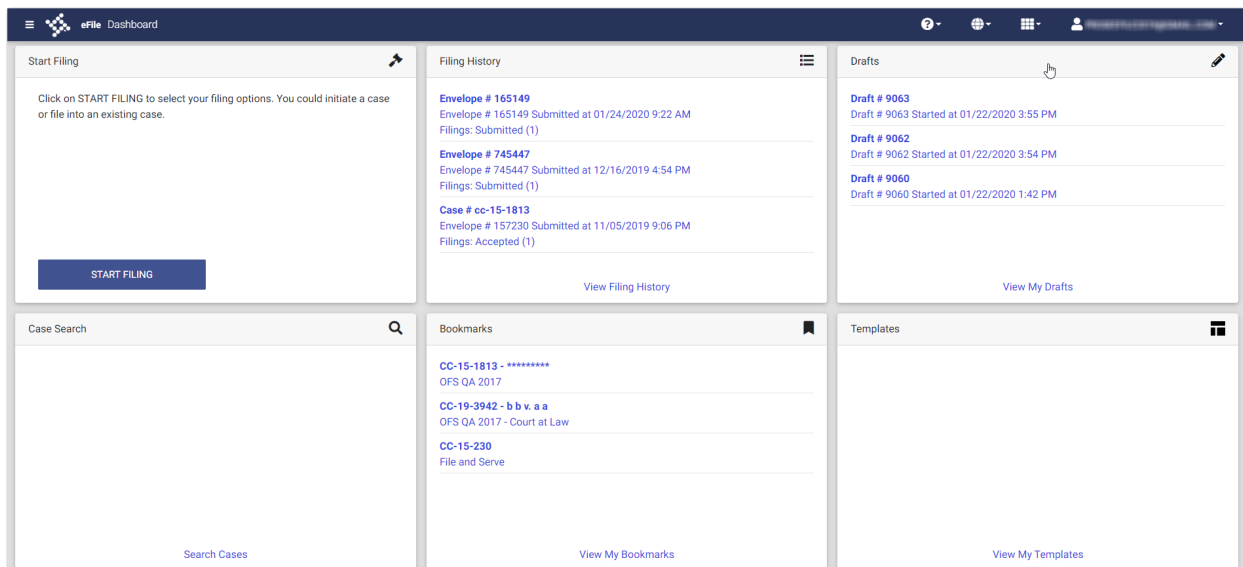 eFile Dashboard
Start Filing
Click on START FILING to select your filing options. You could initiate a case
or file into an existing case.
START FILING
Filing History
Envelope # 165149
Envelope # 165149 Submitted at 01/24/2020 9:22 AM
Filings: Submitted (1)
Envelope # 745447
Envelope # 745447 Submitted at 12/16/2019 4:54 PM
Filings: Submitted (1)
Case # cc-15-1813
Envelope # 157230 Submitted at 11/05/2019 9:06 PM
Filings: Accepted (1)
View Filing History
Drafts
Draft # 9063
Draft # 9063 Started at 01/22/2020 3:55 PM
Draft # 9062
Draft # 9062 Started at 01/22/2020 3:54 PM
Draft # 9060
Draft # 9060 Started at 01/22/2020 1:42 PM
View My Drafts
Case Search
Search Cases
Bookmarks
CC-15-1813 - *********
OFS QA 2017
CC-19-3942 - b b v. a a
OFS QA 2017 - Court at Law
CC-15-230
File and Serve
View My Bookmarks
Templates
View My Templates